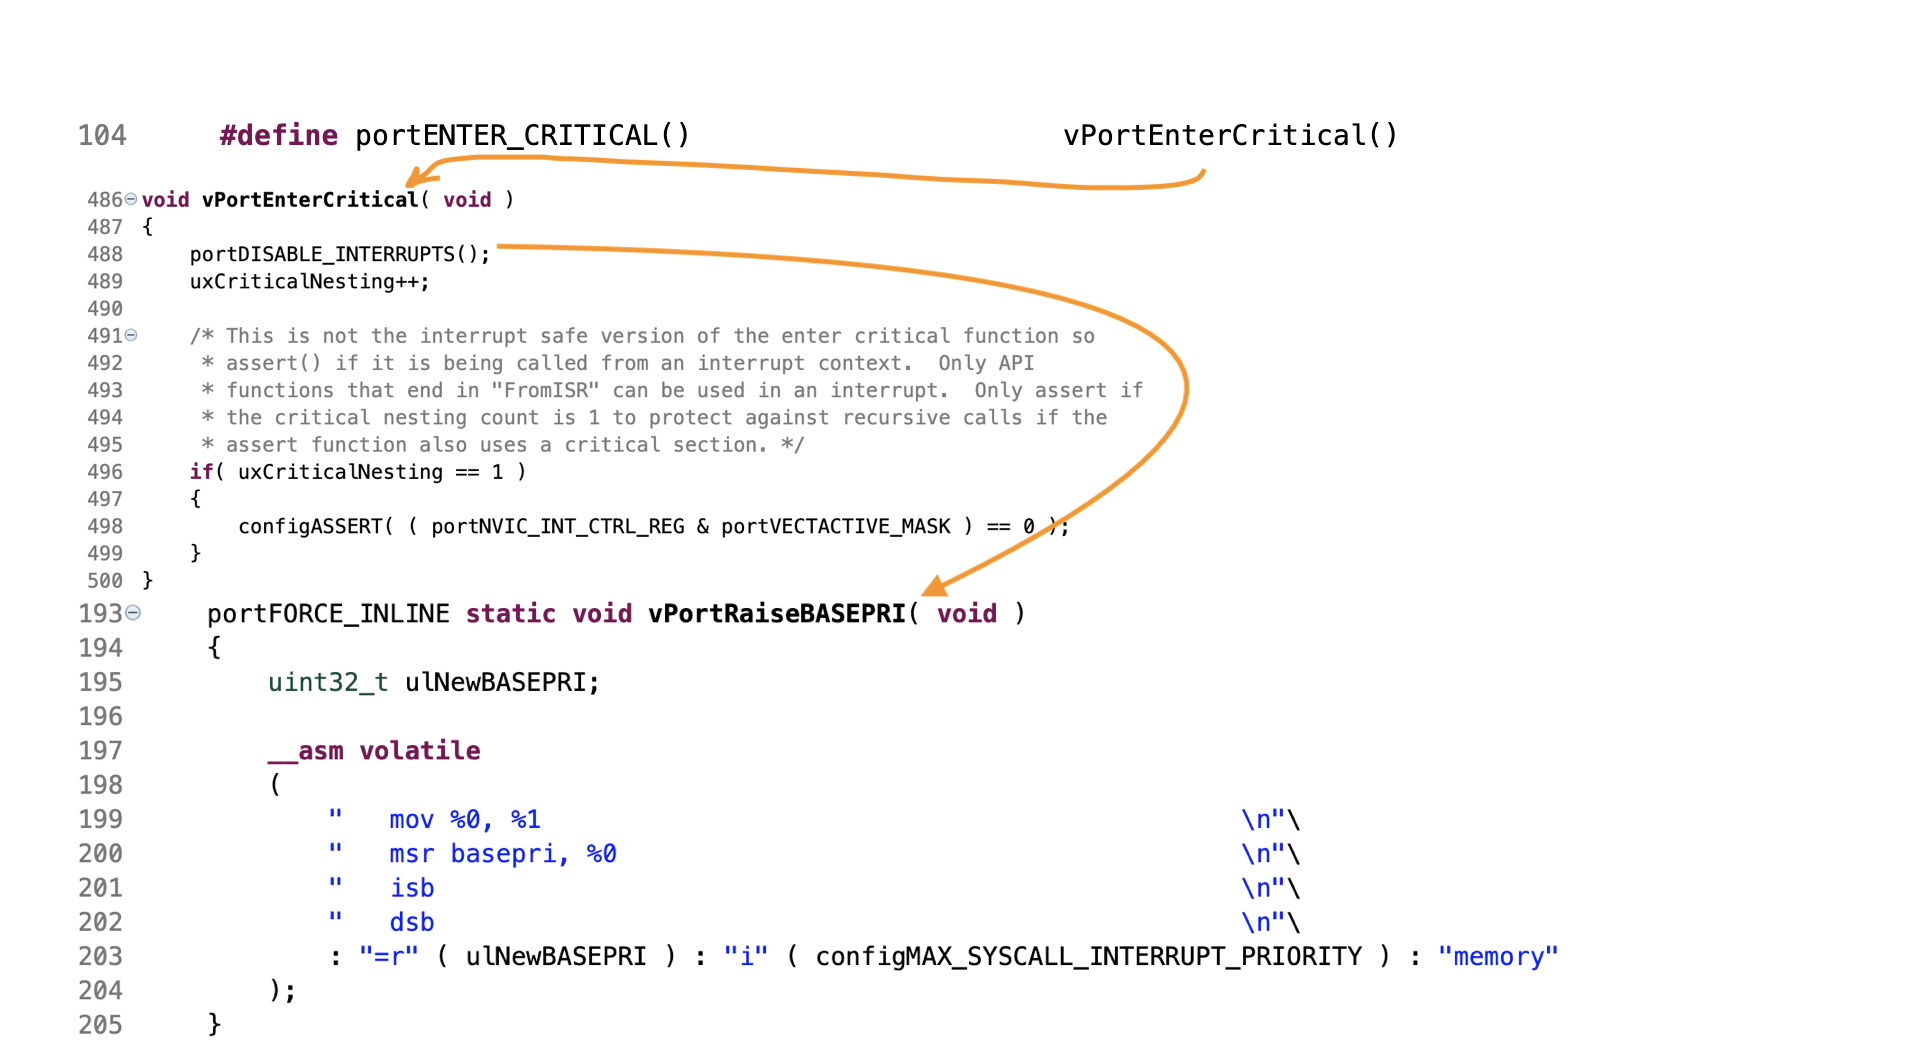 104 #define portENTER_CRITICAL() vPortEnterCritical()
486 void vPortEnterCritical( void )
487 {
488 portDISABLE_INTERRUPTS();
489 uxCriticalNesting++;
490
491 /* This is not the interrupt safe version of the enter critical function so
492 * assert() if it is being called from an interrupt context.  Only API
493 * functions that end in "FromISR" can be used in an interrupt.  Only assert if
494 * the critical nesting count is 1 to protect against recursive calls if the
495 * assert function also uses a critical section. */
496 if( uxCriticalNesting == 1 )
497 {
498 configASSERT( ( portNVIC_INT_CTRL_REG & portVECTACTIVE_MASK ) == 0 );
499 }
500 }
193 portFORCE_INLINE static void vPortRaiseBASEPRI( void )
194 {
195 uint32_t ulNewBASEPRI;
196
197 __asm volatile
198 (
199 " mov %0, %1 \n"\
200 " msr basepri, %0 \n"\
201 " isb \n"\
202 " dsb \n"\
203 : "=r" ( ulNewBASEPRI ) : "i" ( configMAX_SYSCALL_INTERRUPT_PRIORITY ) : "memory"
204 );
205 }